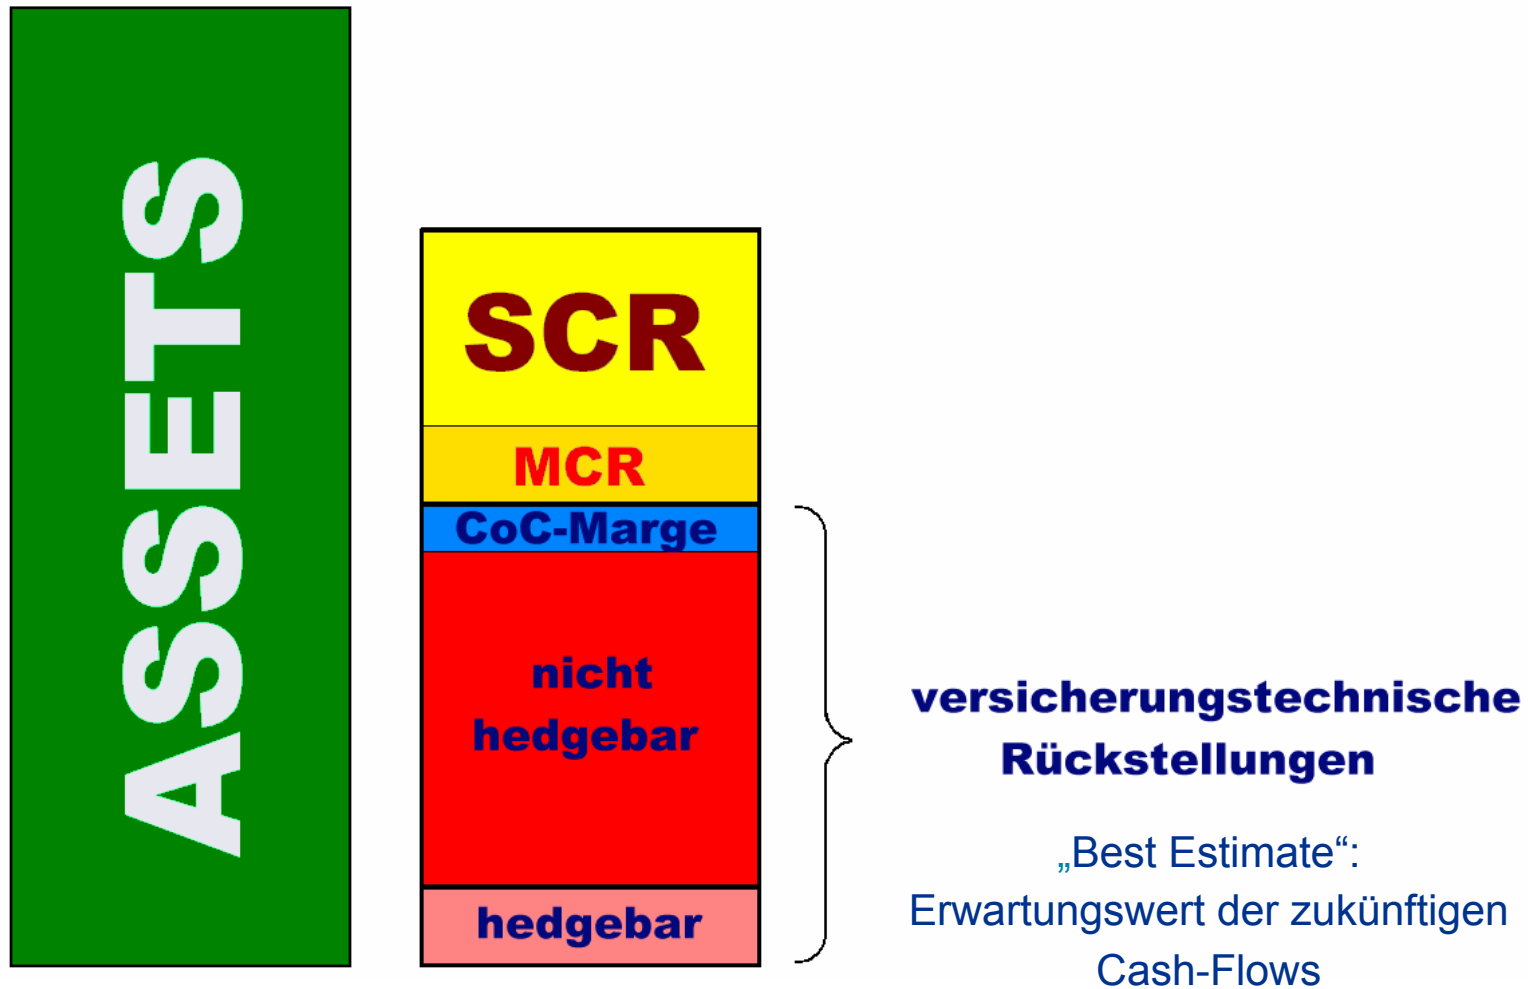 ASSETS
SCR
MCR
CoC-Marge
nicht
hedgebar
hedgebar
versicherungstechnische
Rückstellungen
„Best Estimate“:
Erwartungswert der zukünftigen
Cash-Flows